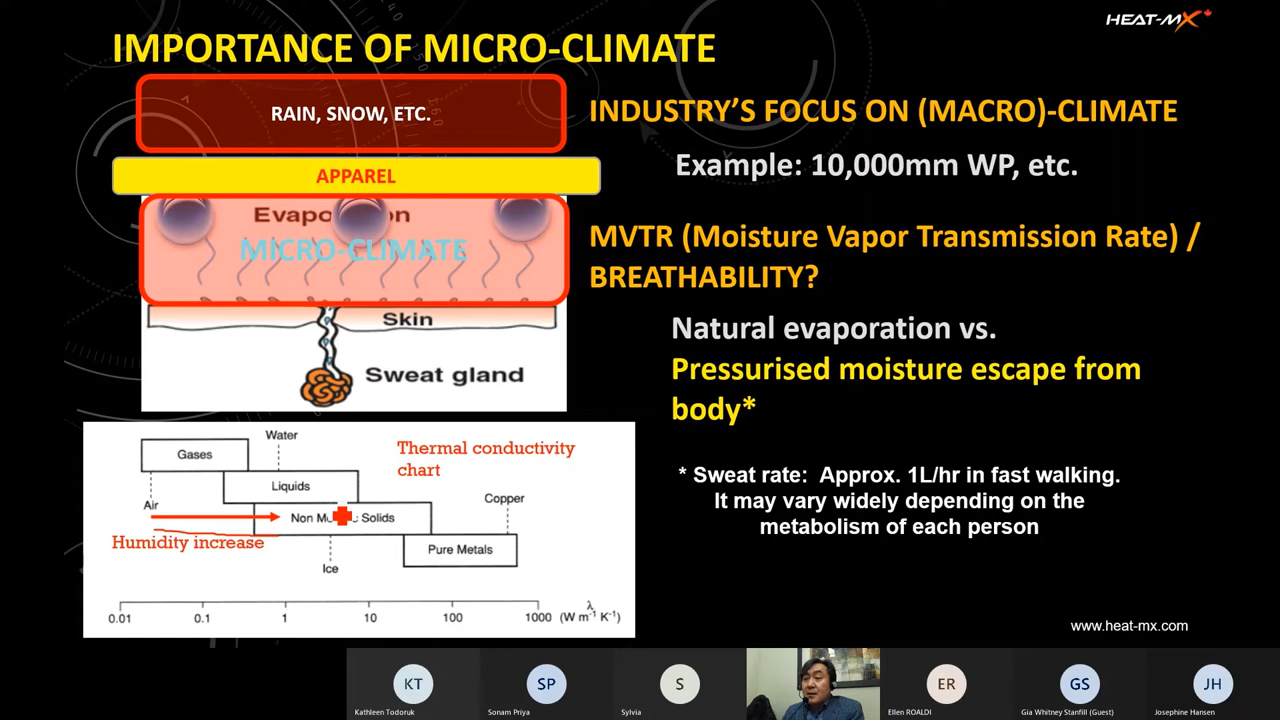 HEAT-MX
IMPORTANCE OF MICRO-CLIMATE
RAIN, SNOW, ETC.
APPAREL
Evaporation
MICRO-CLIMATE
Skin
Sweat gland
INDUSTRY'S FOCUS ON (MACRO)-CLIMATE
Example: 10,000mm WP, etc.
MVTR (Moisture Vapor Transmission Rate) /
BREATHABILITY?
Natural evaporation vs.
Pressurised moisture escape from
body*
* Sweat rate: Approx. 1L/hr in fast walking.
It may vary widely depending on the
metabolism of each person
Thermal conductivity
chart
Water
Gases
Liquids
Air
Copper
Non Metallic Solids
Humidity increase
Pure Metals
Ice
λ
0.01 0.1 1 10 100 1000 (W m⁻¹ K⁻¹)
www.heat-mx.com
KT
Kathleen Todoruk
SP
Sonam Priya
S
Sylvia
ER
Ellen ROALDI
GS
Gia Whitney Stanfill (Guest)
JH
Josephine Hansen